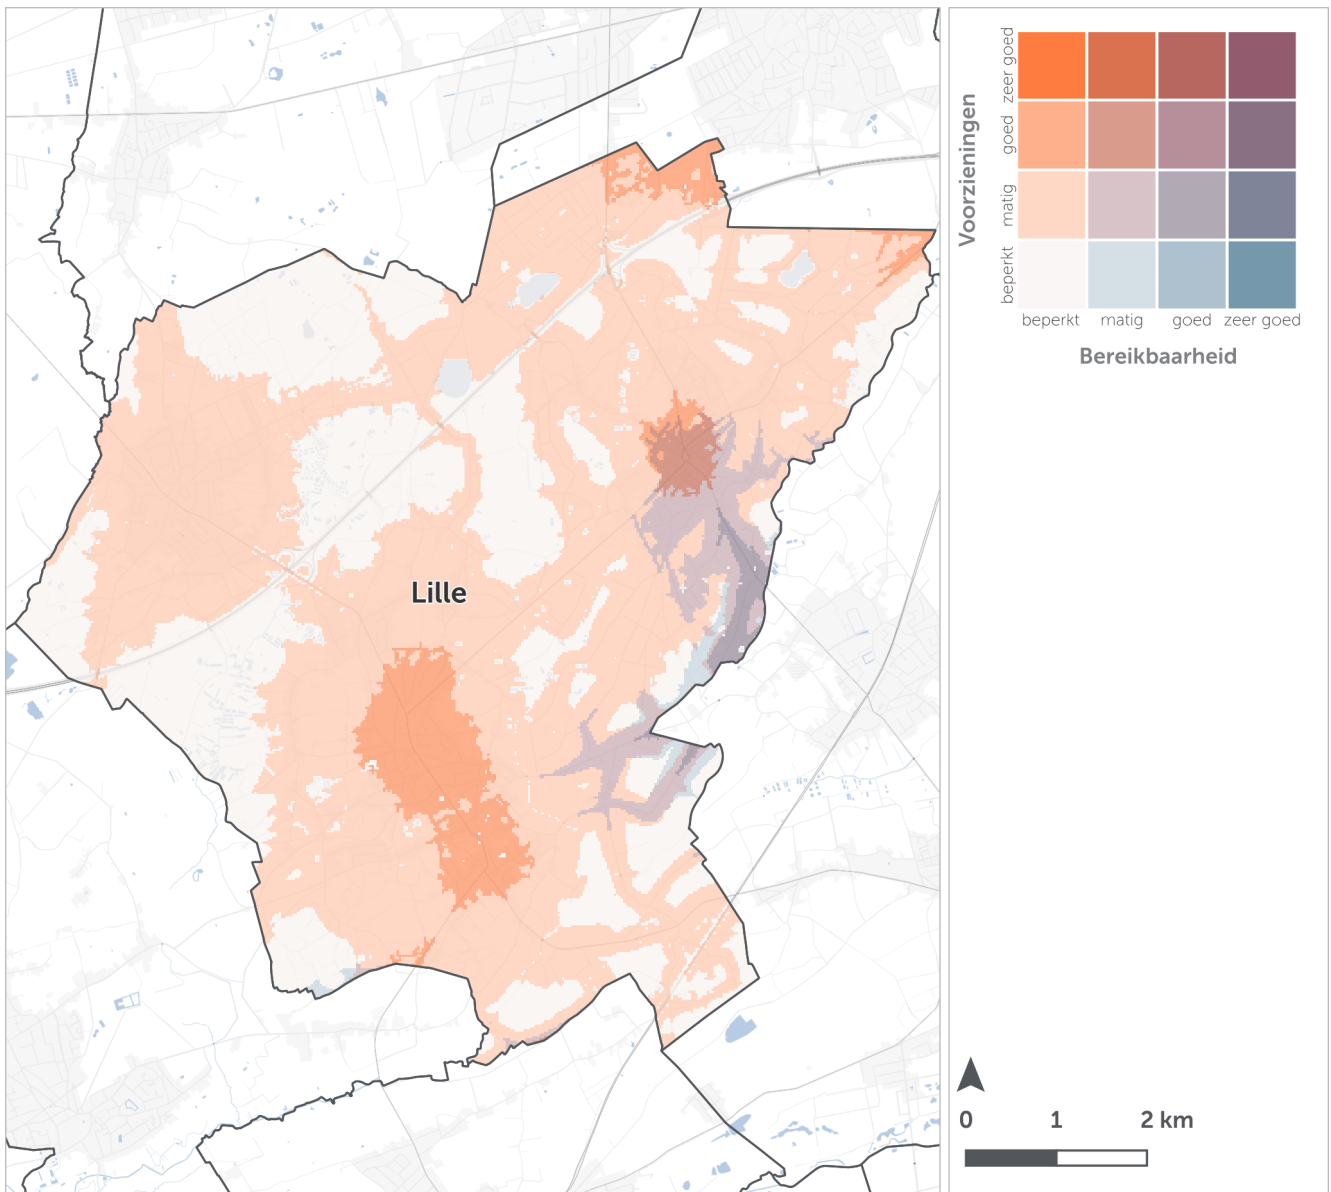 Lille
Voorzieningen
zeer goed
goed
matig
beperkt
beperkt matig goed zeer goed
Bereikbaarheid
0 1 2 km